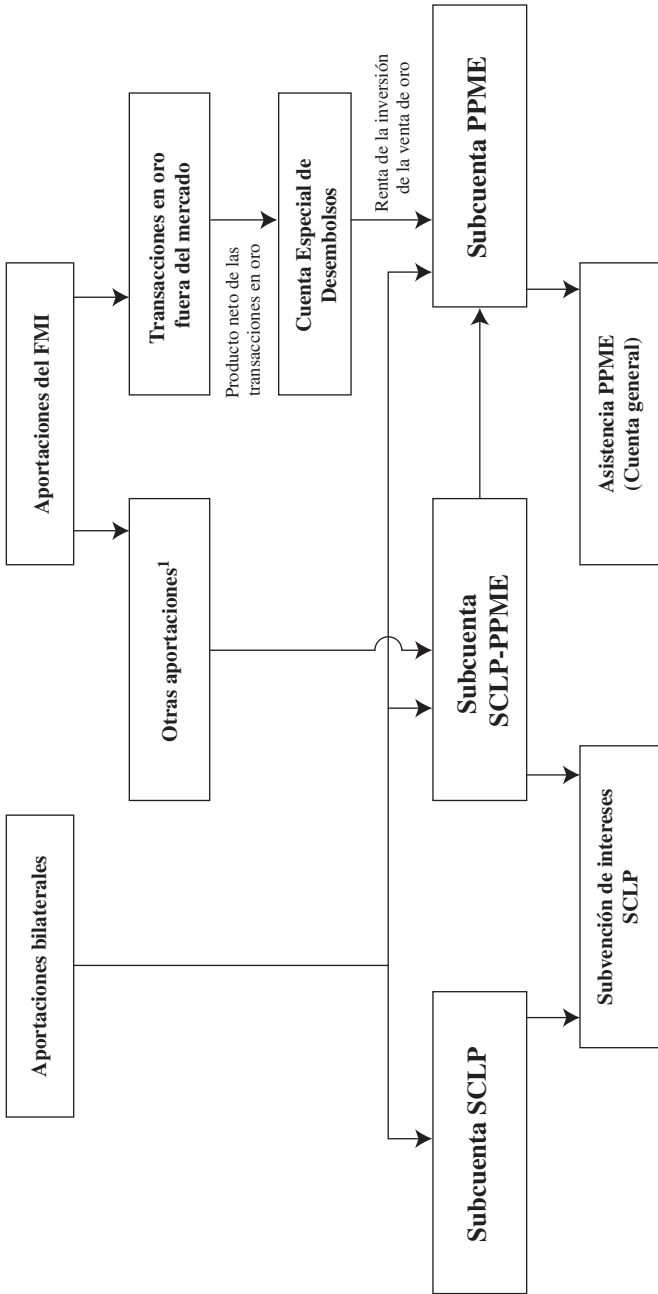 Aportaciones bilaterales
Aportaciones del FMI
Otras aportaciones1
Transacciones en oro
fuera del mercado
Producto neto de las
transacciones en oro
Cuenta Especial de
Desembolsos
Renta de la inversión
de la venta de oro
Subcuenta SCLP
Subcuenta
SCLP-PPME
Subcuenta PPME
Subvención de intereses
SCLP
Asistencia PPME
(Cuenta general)